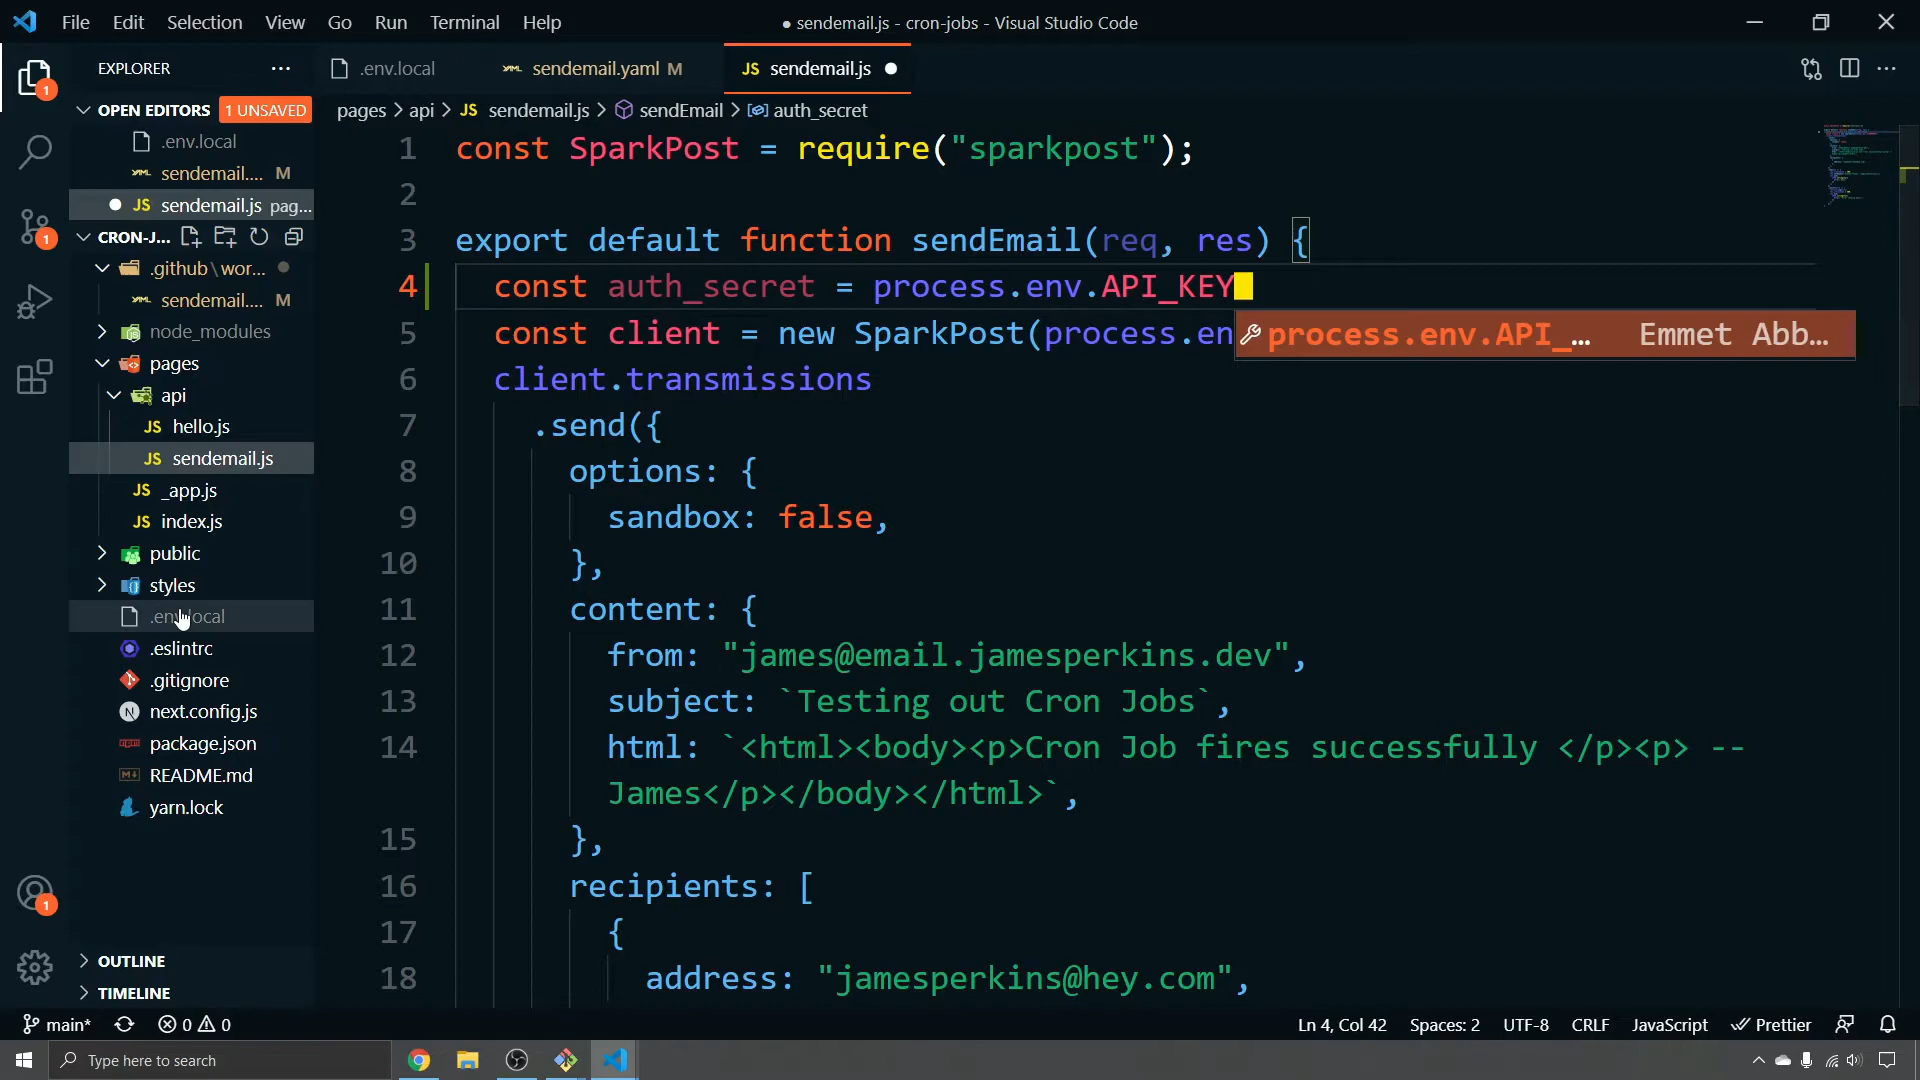 File Edit Selection View Go Run Terminal Help
● sendemail.js - cron-jobs - Visual Studio Code
EXPLORER
.env.local
sendemail.yaml M
JS sendemail.js
OPEN EDITORS 1 UNSAVED
pages > api > JS sendemail.js > sendEmail > auth_secret
.env.local
sendemail.... M
JS sendemail.js pag...
CRON-J...
.github\wor...
sendemail.... M
node_modules
pages
api
JS hello.js
JS sendemail.js
JS _app.js
JS index.js
public
styles
.env.local
.eslintrc
.gitignore
next.config.js
package.json
README.md
yarn.lock
OUTLINE
TIMELINE
1 const SparkPost = require("sparkpost");
2
3 export default function sendEmail(req, res) {
4 const auth_secret = process.env.API_KEY
5 const client = new SparkPost(process.en
process.env.API_... Emmet Abb...
6 client.transmissions
7 .send({
8 options: {
9 sandbox: false,
10 },
11 content: {
12 from: "james@email.jamesperkins.dev",
13 subject: `Testing out Cron Jobs`,
14 html: `<html><body><p>Cron Job fires successfully </p><p> --
James</p></body></html>`,
15 },
16 recipients: [
17 {
18 address: "jamesperkins@hey.com",
1
1
1
main* 0 0
Ln 4, Col 42 Spaces: 2 UTF-8 CRLF JavaScript Prettier
Type here to search